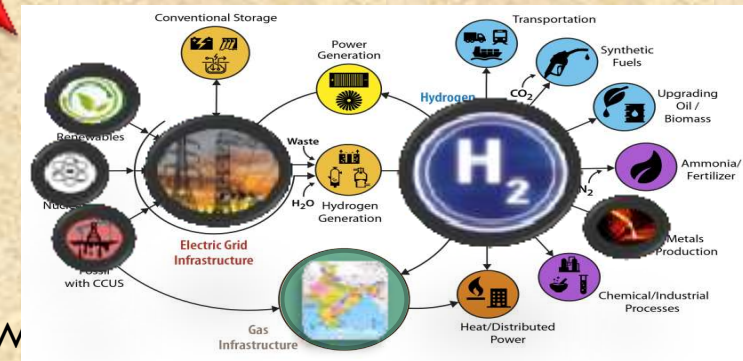 Conventional Storage
Transportation
Power
Generation
Synthetic
Fuels
Hydrogen
CO2
Upgrading
Oil /
Biomass
Renewables
Waste
H2
Ammonia/
Fertilizer
N2
H2O
Hydrogen
Generation
Electric Grid
Infrastructure
Metals
Production
with CCUS
Chemical/Industrial
Processes
Gas
Infrastructure
Heat/Distributed
Power